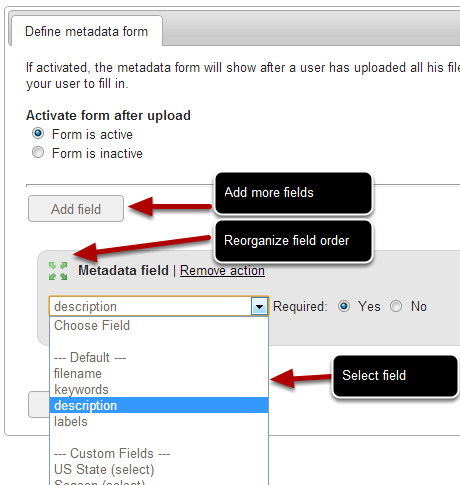 Define metadata form
If activated, the metadata form will show after a user has uploaded all his file
your user to fill in.
Activate form after upload
Form is active
Form is inactive
Add field
Add more fields
Reorganize field order
Metadata field | Remove action
description Required: Yes No
Choose Field
--- Default ---
filename
keywords
description
Select field
labels
--- Custom Fields ---
US State (select)
Season (select)